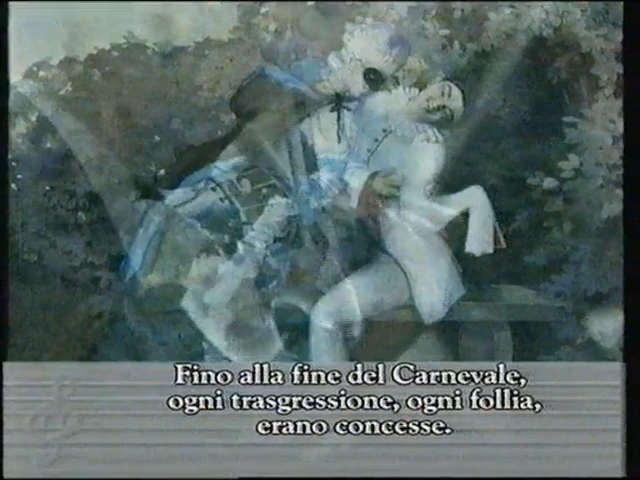 Fino alla fine del Carnevale,
ogni trasgressione, ogni follia,
erano concesse.